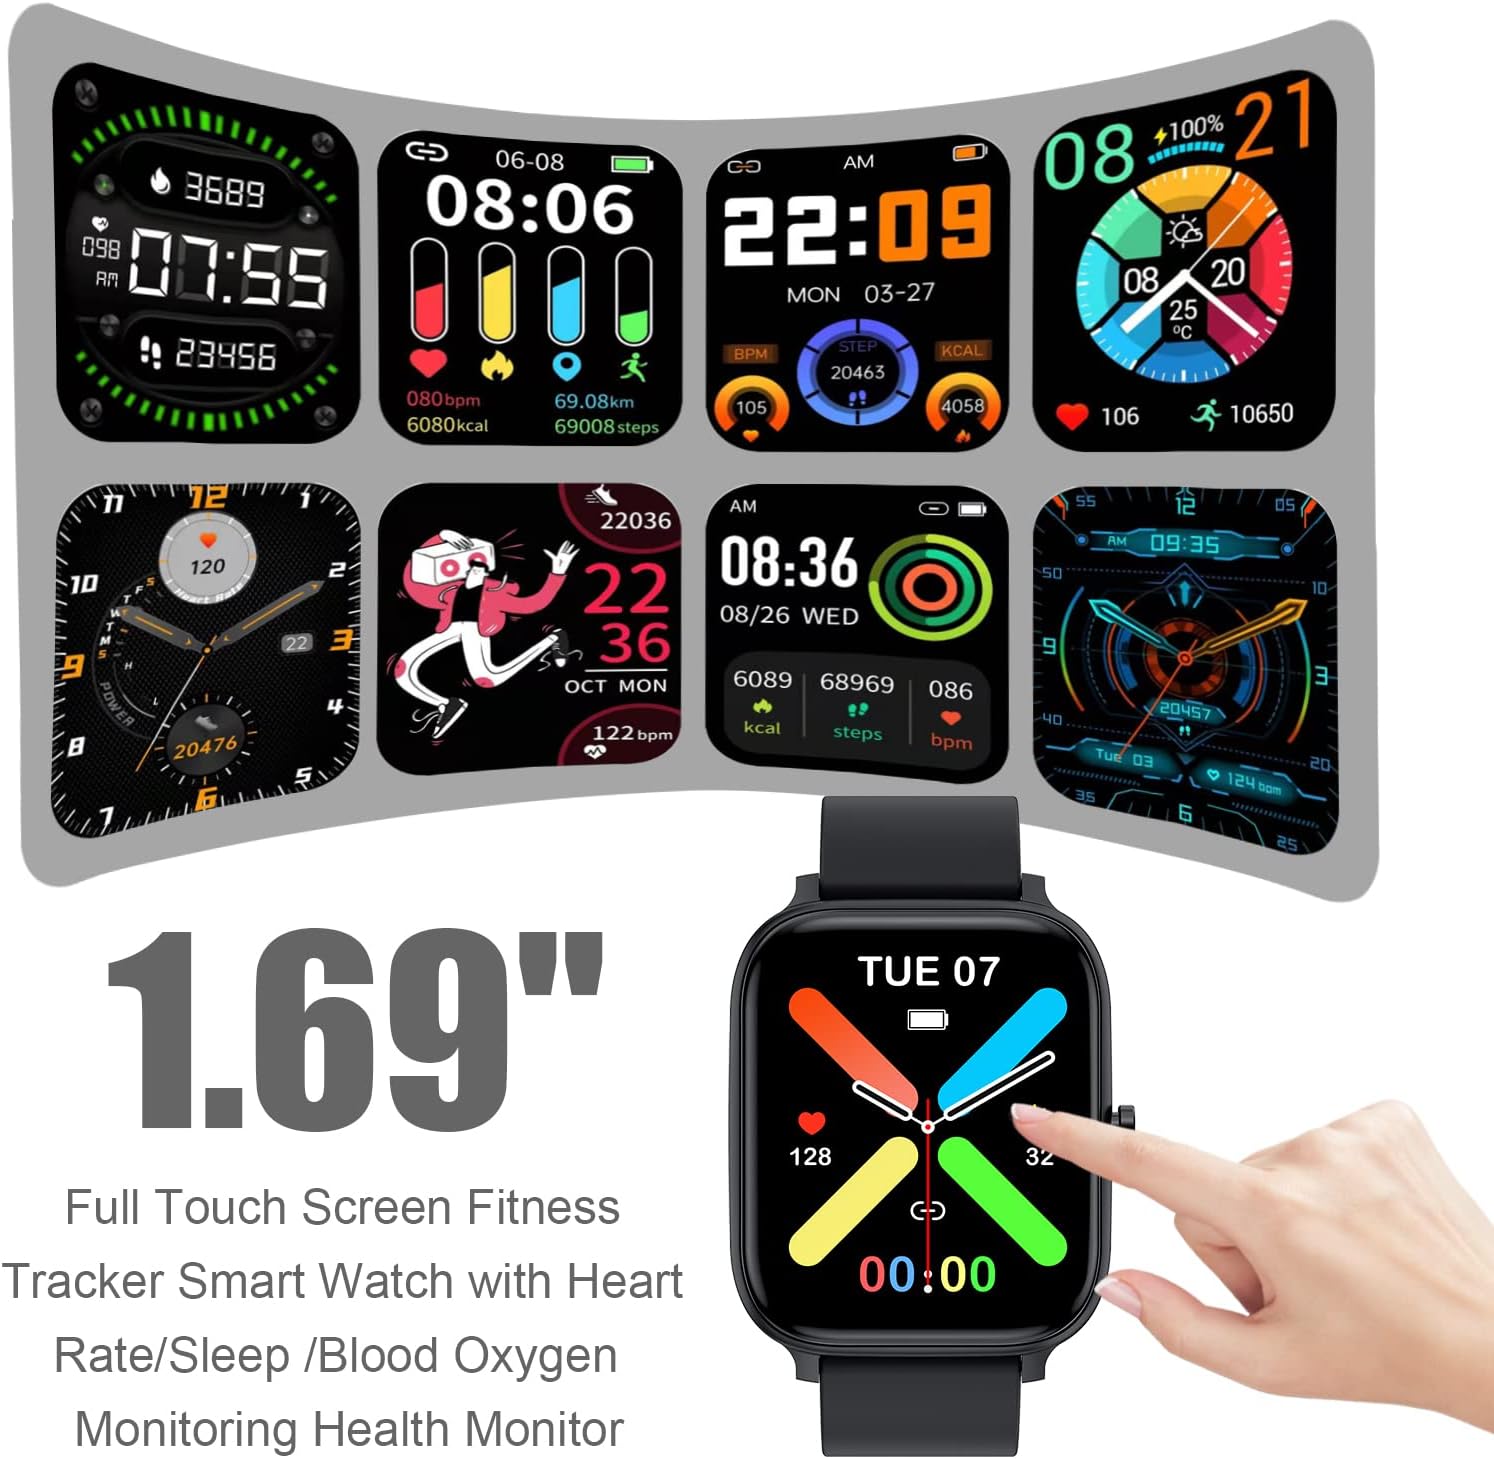 3689
098
AM
07:55
23456
06-08
08:06
080bpm
69.08km
6080kcal
69008steps
AM
22:09
MON 03-27
BPM
STEP
KCAL
105
20463
4058
08
100%
21
08
20
25
°C
106
10650
11
12
1
10
120
Heart Rate
2
S
F
T
W
T
M
S
22
9
3
H
POWER
L
4
8
20476
7
6
5
22036
22
36
OCT MON
122bpm
AM
08:36
08/26 WED
6089
68969
086
kcal
steps
bpm
55
12
05
AM
09:35
50
10
9
3
20457
40
Tue 03
124 bpm
20
35
6
25
1.69"
Full Touch Screen Fitness
Tracker Smart Watch with Heart
Rate/Sleep /Blood Oxygen
Monitoring Health Monitor
TUE 07
128
32
00:00